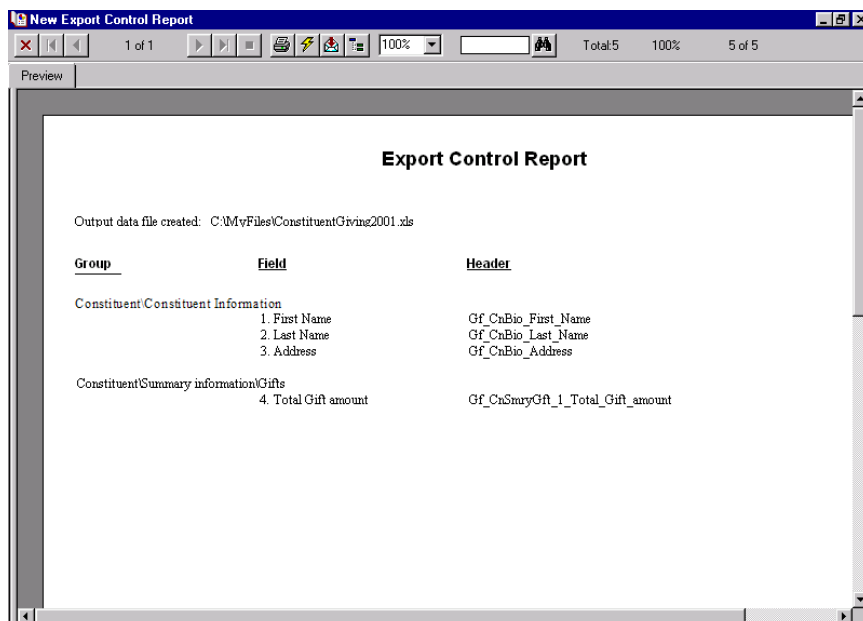 New Export Control Report
1 of 1 100% Total:5 100% 5 of 5
Preview
Export Control Report
Output data file created: C:\MyFiles\ConstituentGiving2001.xls
Group Field Header
Constituent\Constituent Information
1. First Name Gf_CnBio_First_Name
2. Last Name Gf_CnBio_Last_Name
3. Address Gf_CnBio_Address
Constituent\Summary information\Gifts
4. Total Gift amount Gf_CnSmryGft_1_Total_Gift_amount